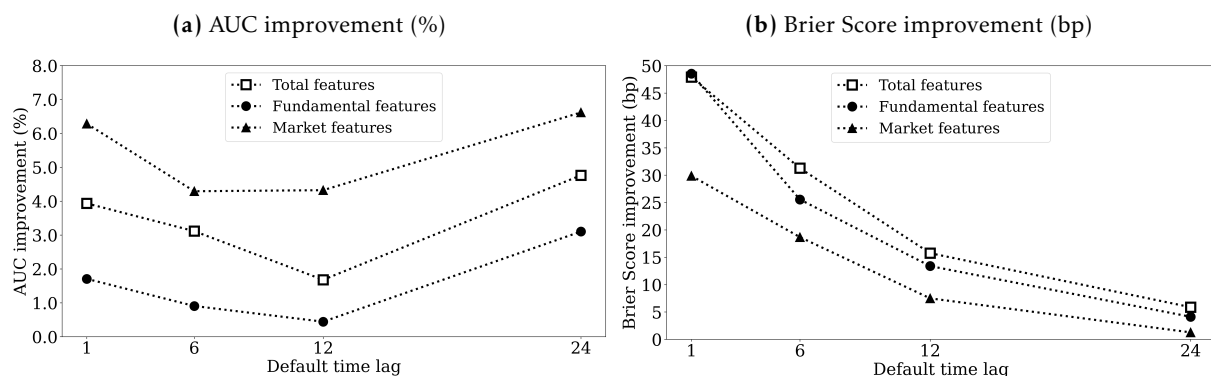 (a) AUC improvement (%)
8.0
7.0
6.0
5.0
4.0
3.0
2.0
1.0
0.0
AUC improvement (%)
Total features
Fundamental features
Market features
1 6 12 24
Default time lag
(b) Brier Score improvement (bp)
50
45
40
35
30
25
20
15
10
5
0
Brier Score improvement (bp)
Total features
Fundamental features
Market features
1 6 12 24
Default time lag